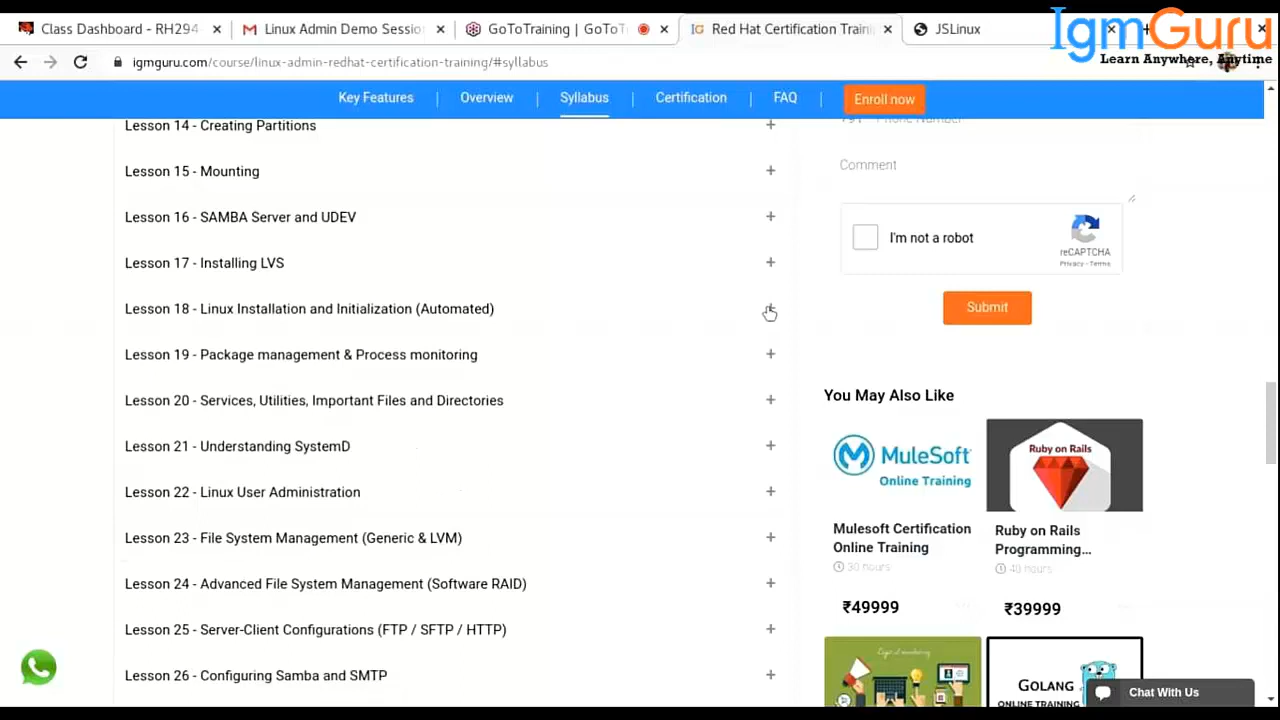 Class Dashboard - RH294
Linux Admin Demo Sessio
GoToTraining | GoTo
Red Hat Certification Traini
JSLinux
IgmGuru
Learn Anywhere, Anytime
igmguru.com/course/linux-admin-redhat-certification-training/#syllabus
Key Features
Overview
Syllabus
Certification
FAQ
Enroll now
Lesson 14 - Creating Partitions
Lesson 15 - Mounting
Lesson 16 - SAMBA Server and UDEV
Lesson 17 - Installing LVS
Lesson 18 - Linux Installation and Initialization (Automated)
Lesson 19 - Package management & Process monitoring
Lesson 20 - Services, Utilities, Important Files and Directories
Lesson 21 - Understanding SystemD
Lesson 22 - Linux User Administration
Lesson 23 - File System Management (Generic & LVM)
Lesson 24 - Advanced File System Management (Software RAID)
Lesson 25 - Server-Client Configurations (FTP / SFTP / HTTP)
Lesson 26 - Configuring Samba and SMTP
Comment
I'm not a robot
reCAPTCHA
Privacy - Terms
Submit
You May Also Like
MuleSoft
Online Training
Mulesoft Certification
Online Training
30 hours
₹49999
Ruby on Rails
Ruby on Rails
Programming...
40 hours
₹39999
GOLANG
ONLINE TRAINING
Chat With Us